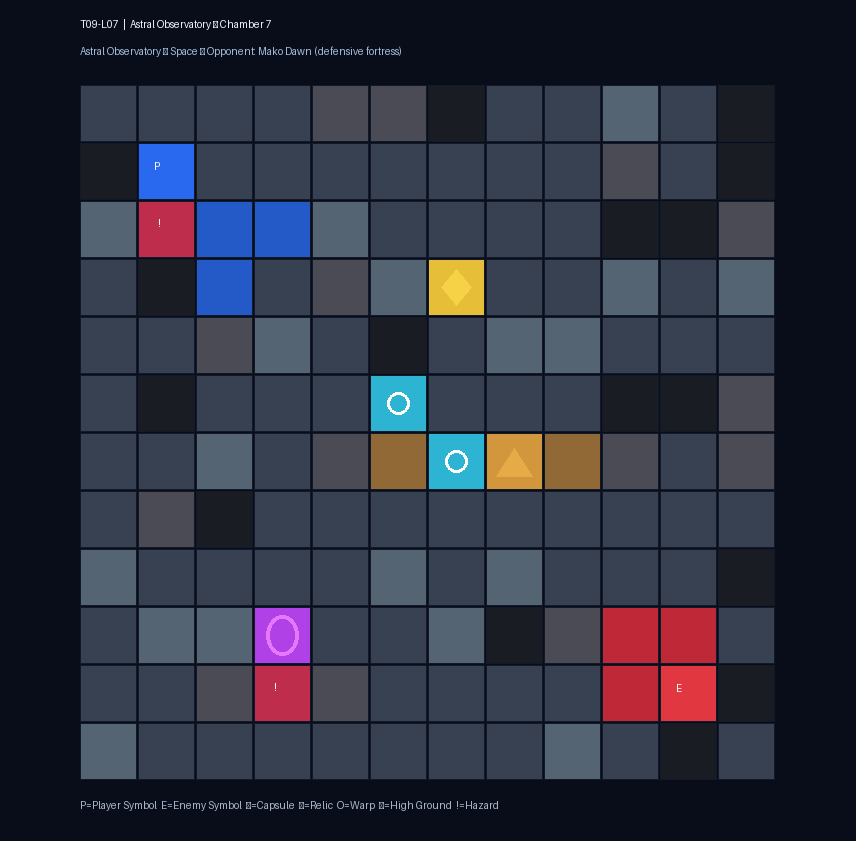 T09-L07 | Astral Observatory □ Chamber 7
Astral Observatory □ Space □ Opponent: Mako Dawn (defensive fortress)
P
!
!
E
P=Player Symbol E=Enemy Symbol □=Capsule □=Relic O=Warp □=High Ground !=Hazard